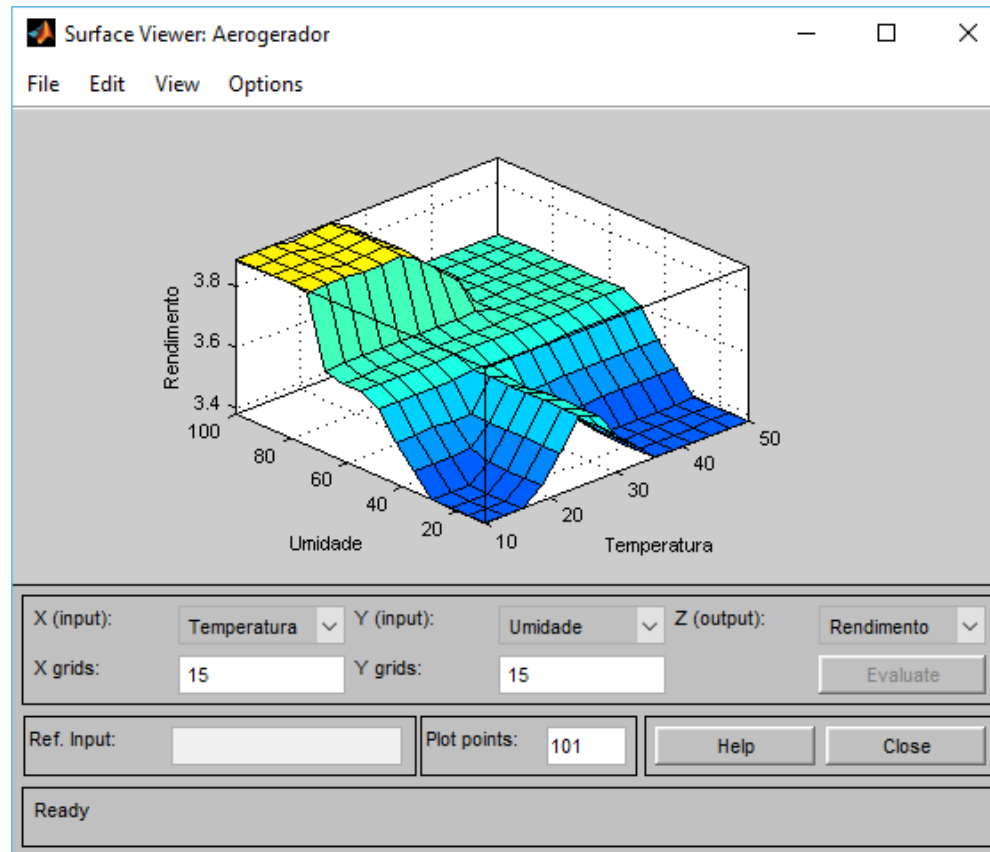 Surface Viewer: Aerogerador
File Edit View Options
Rendimento
3.8
3.6
3.4
100
80
60
40
20
Umidade
10
20
30
40
50
Temperatura
X (input): Temperatura Y (input): Umidade Z (output): Rendimento
X grids: 15 Y grids: 15 Evaluate
Ref. Input: Plot points: 101 Help Close
Ready